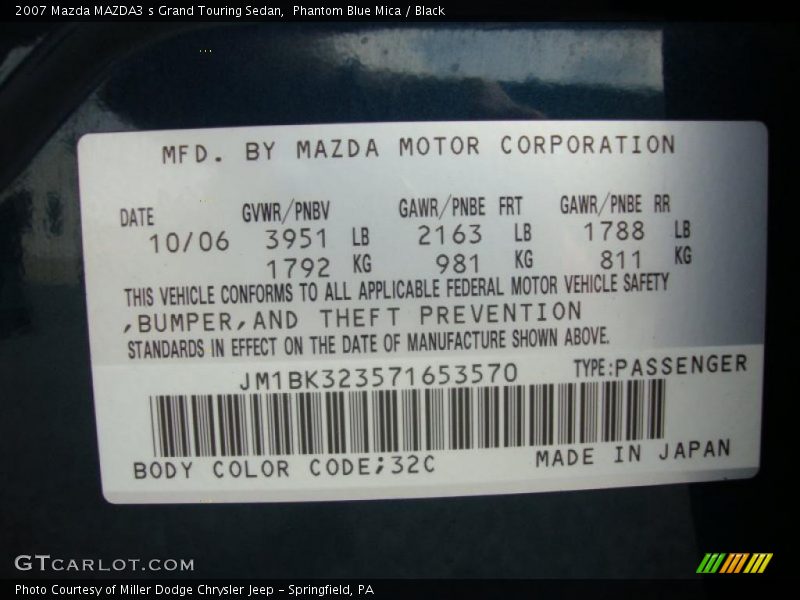 2007 Mazda MAZDA3 s Grand Touring Sedan,  Phantom Blue Mica / Black
MFD. BY MAZDA MOTOR CORPORATION
DATE GVWR/PNBV GAWR/PNBE FRT GAWR/PNBE RR
10/06 3951 LB 2163 LB 1788 LB
1792 KG 981 KG 811 KG
THIS VEHICLE CONFORMS TO ALL APPLICABLE FEDERAL MOTOR VEHICLE SAFETY
,BUMPER,AND THEFT PREVENTION
STANDARDS IN EFFECT ON THE DATE OF MANUFACTURE SHOWN ABOVE.
JM1BK323571653570 TYPE:PASSENGER
BODY COLOR CODE;32C MADE IN JAPAN
GTCARLOT.COM
Photo Courtesy of Miller Dodge Chrysler Jeep – Springfield, PA